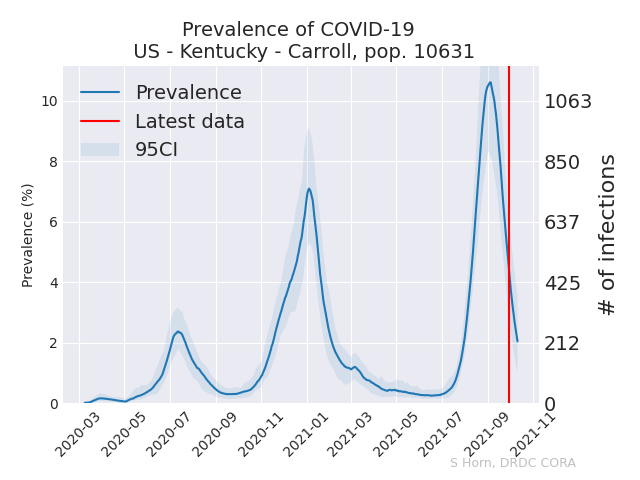 Prevalence of COVID-19
US - Kentucky - Carroll, pop. 10631
Prevalence
Latest data
95CI
Prevalence (%)
10
8
6
4
2
0
1063
850
637
425
212
0
# of infections
2020-03
2020-05
2020-07
2020-09
2020-11
2021-01
2021-03
2021-05
2021-07
2021-09
2021-11
S Horn, DRDC CORA